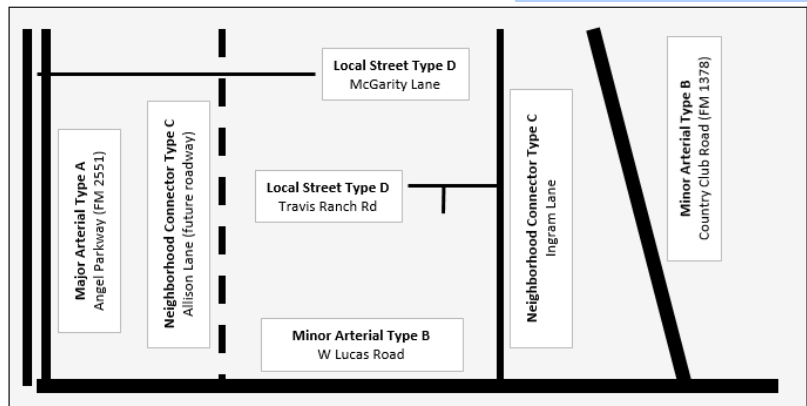 Local Street Type D
McGarity Lane
Major Arterial Type A
Angel Parkway (FM 2551)
Neighborhood Connector Type C
Allison Lane (future roadway)
Local Street Type D
Travis Ranch Rd
Neighborhood Connector Type C
Ingram Lane
Minor Arterial Type B
Country Club Road (FM 1378)
Minor Arterial Type B
W Lucas Road